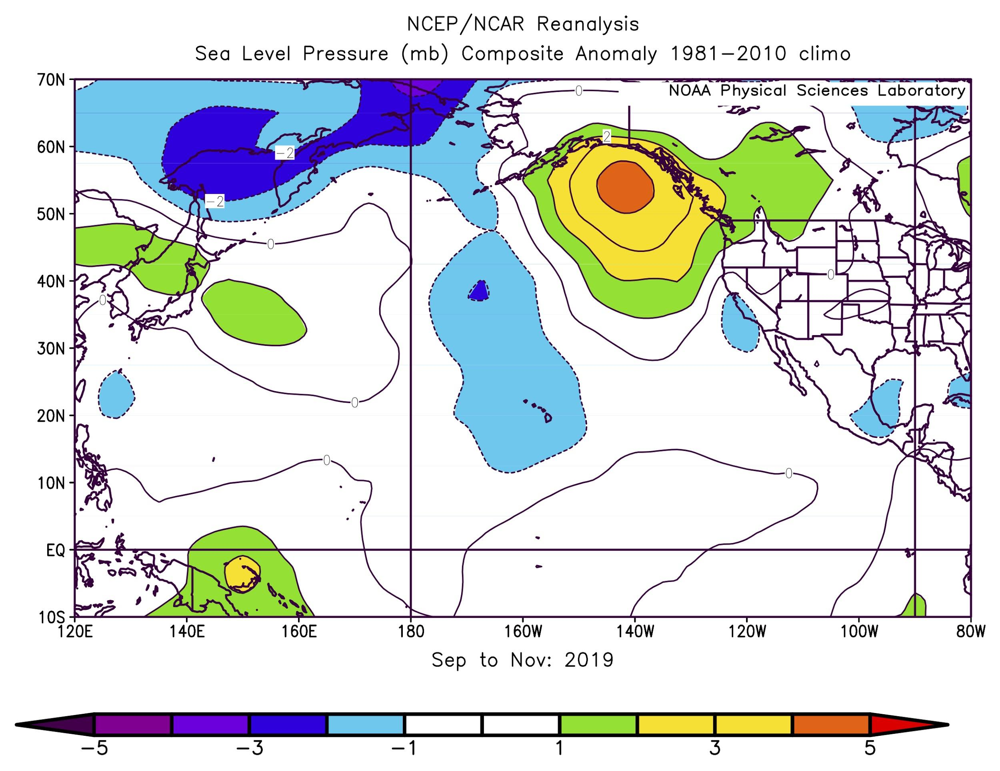 NCEP/NCAR Reanalysis
Sea Level Pressure (mb) Composite Anomaly 1981-2010 climo
70N
0
NOAA Physical Sciences Laboratory
2
60N
-2
-2
50N
0
40N
0
0
30N
0
20N
0
0
10N
EQ
10S
120E 140E 160E 180 160W 140W 120W 100W 80W
Sep to Nov: 2019
-5 -3 -1 1 3 5